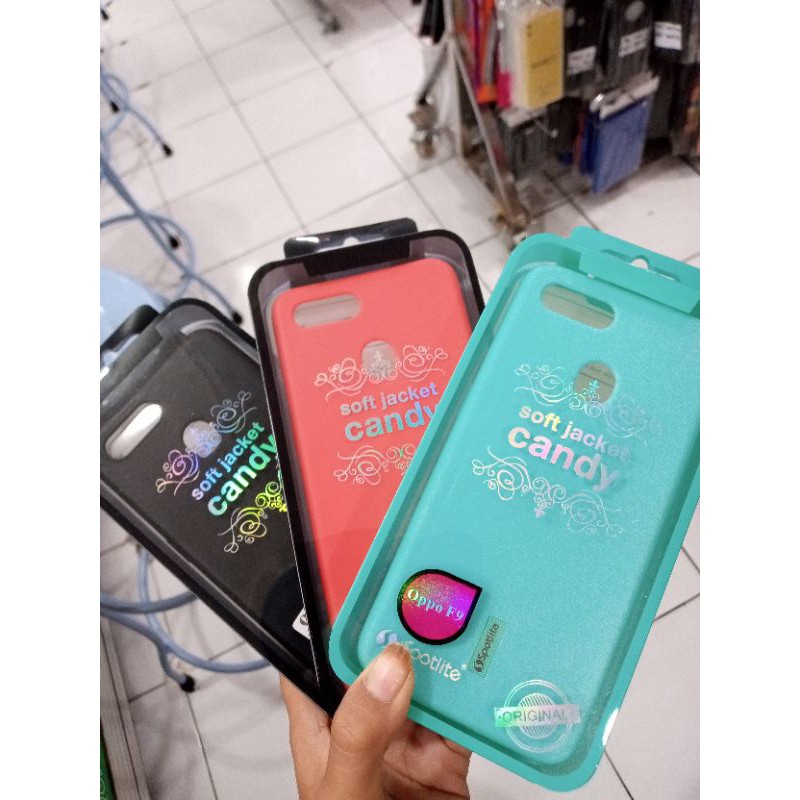 soft jacket
candy
soft jacket
candy
soft jacket
candy
Oppo F9
Spotlite®
Spotlite
ORIGINAL